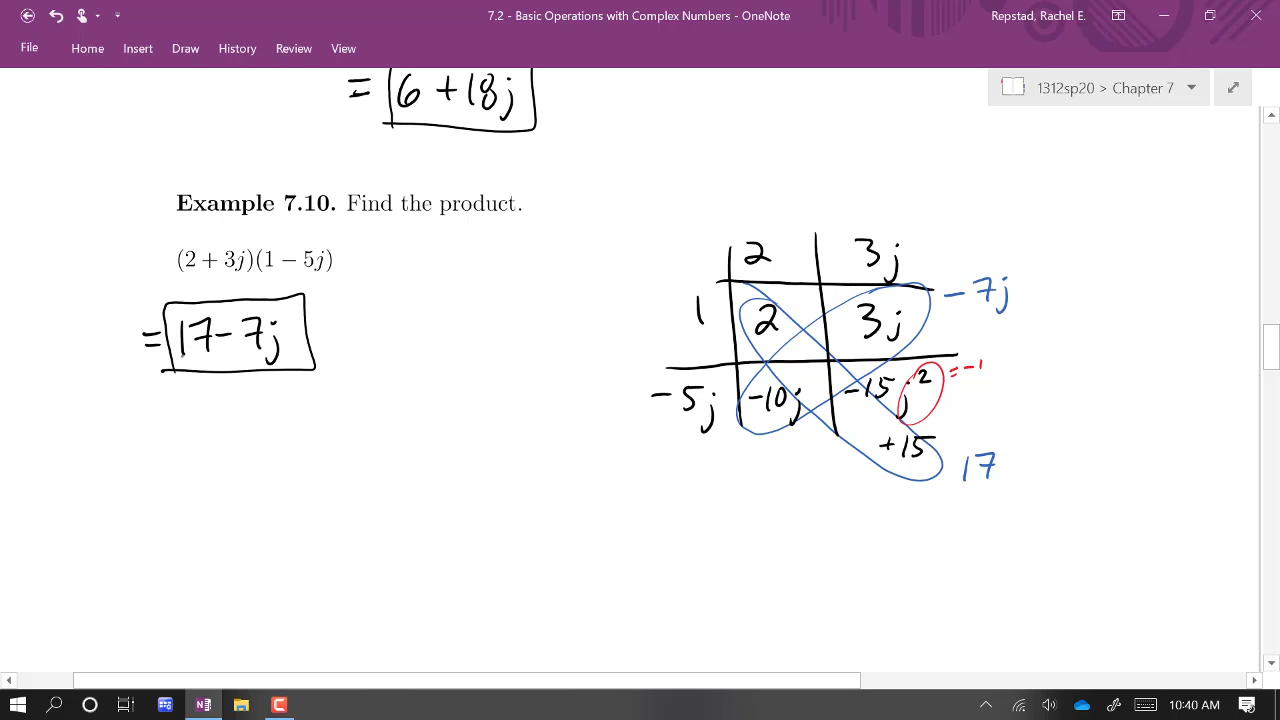 7.2 - Basic Operations with Complex Numbers - OneNote
Repstad, Rachel E.
File Home Insert Draw History Review View
1312sp20 > Chapter 7
= 6 + 18j
Example 7.10. Find the product.
(2 + 3j)(1 − 5j)
= 17 - 7j
2 3j
- 7j
1 2 3j
-5j -10j -15j² = -1
+15
17
10:40 AM